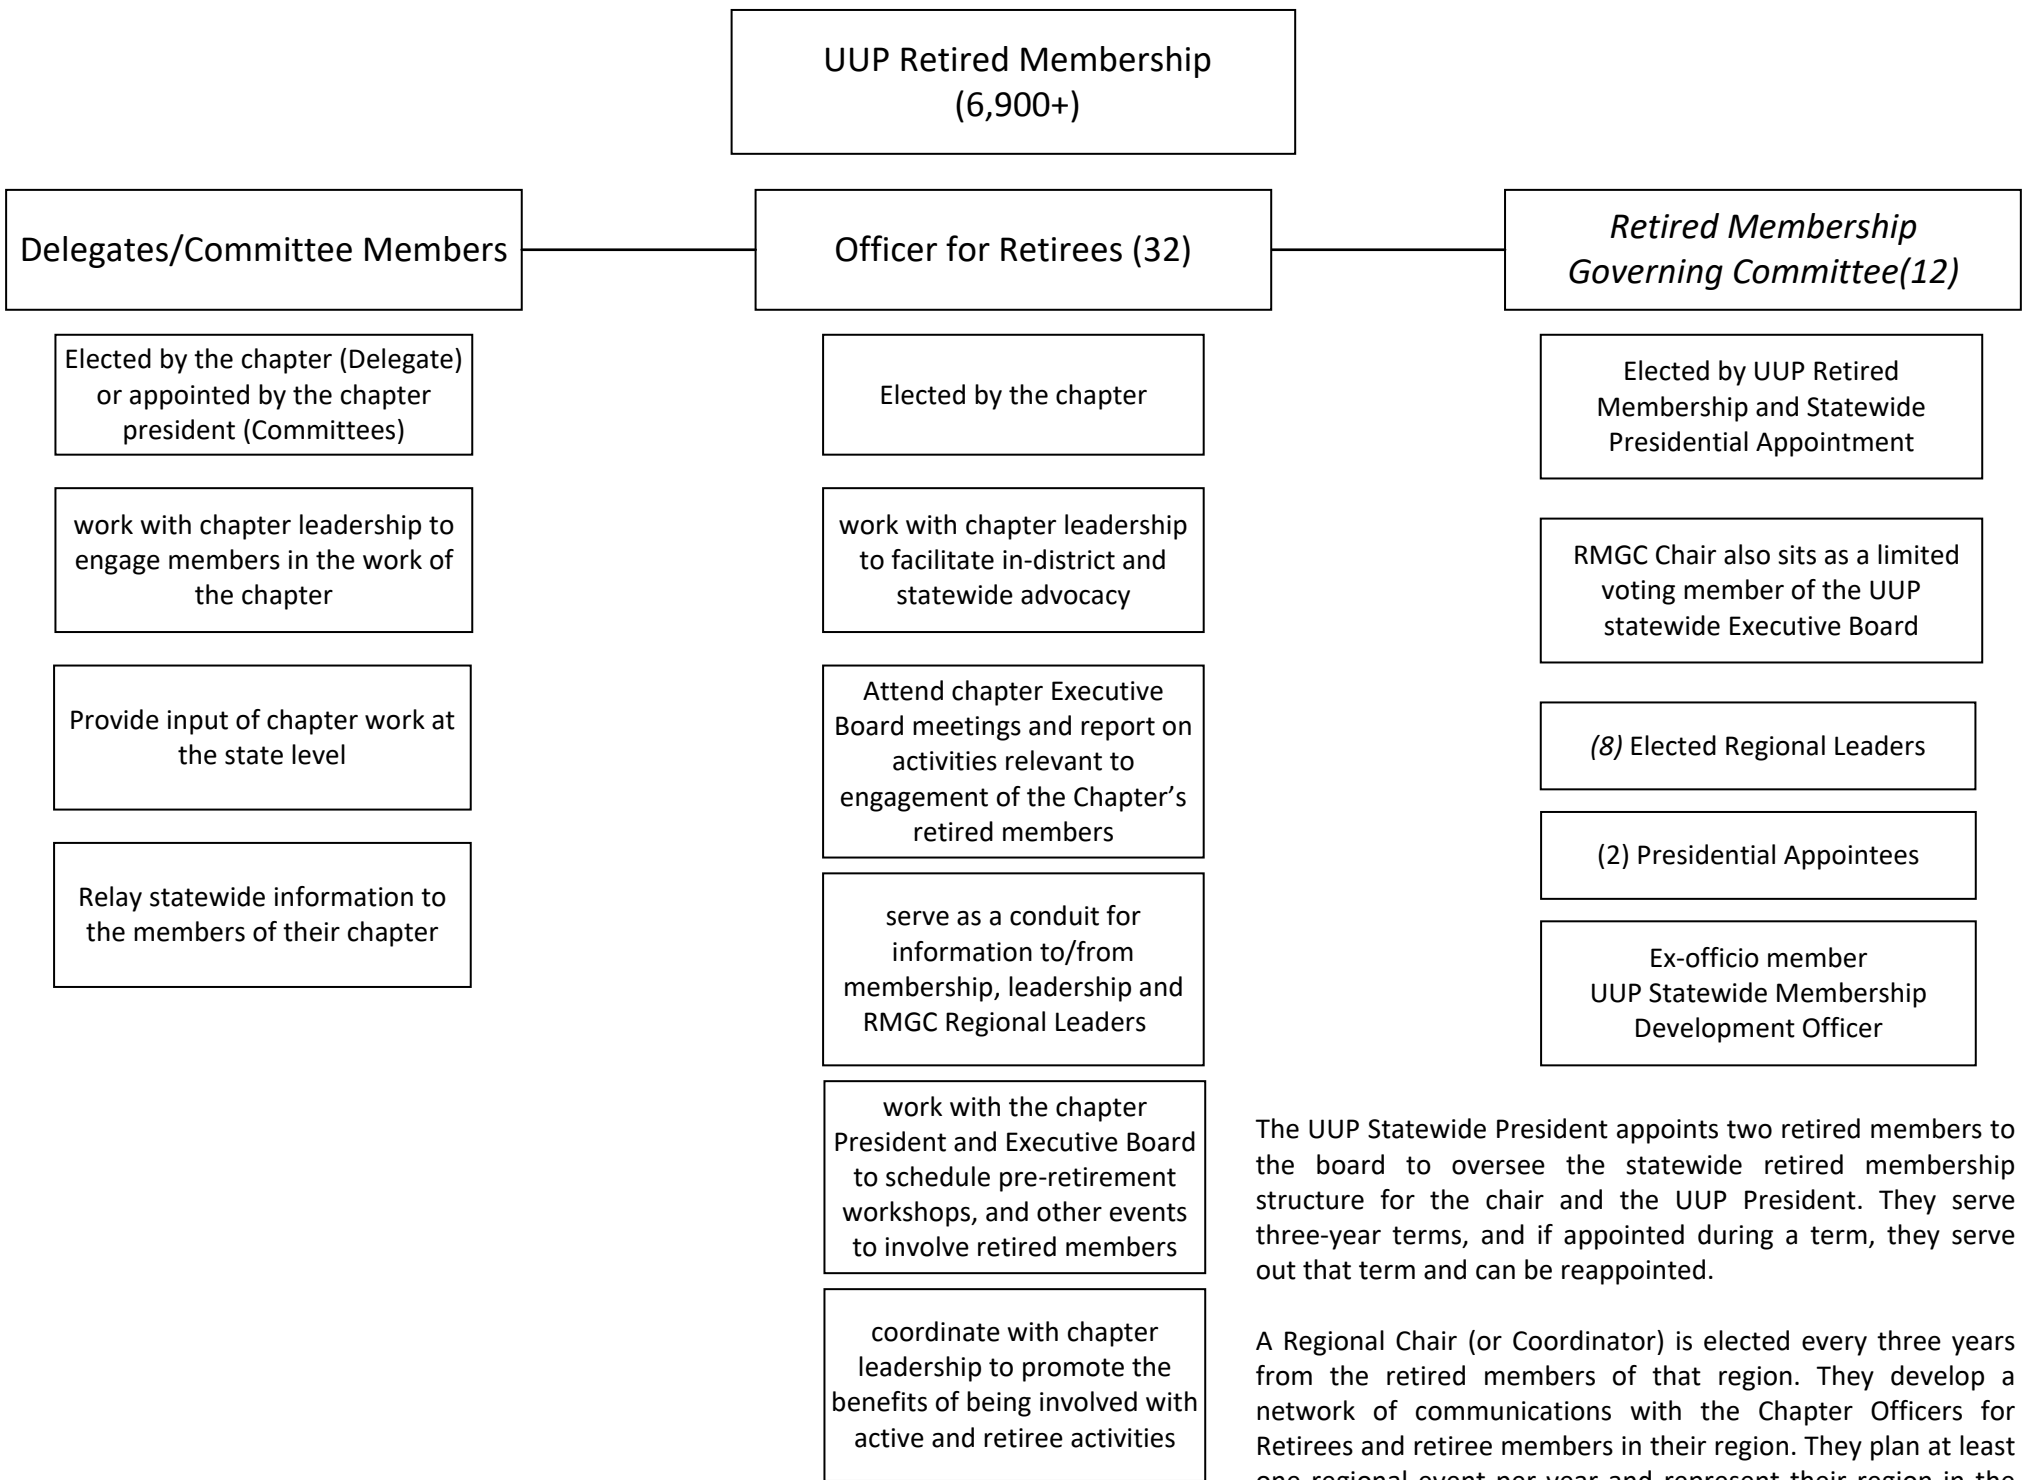 UUP Retired Membership
(6,900+)
Delegates/Committee Members
Officer for Retirees (32)
Retired Membership
Governing Committee(12)
Elected by the chapter (Delegate)
or appointed by the chapter
president (Committees)
work with chapter leadership to
engage members in the work of
the chapter
Provide input of chapter work at
the state level
Relay statewide information to
the members of their chapter
Elected by the chapter
work with chapter leadership
to facilitate in-district and
statewide advocacy
Attend chapter Executive
Board meetings and report on
activities relevant to
engagement of the Chapter’s
retired members
serve as a conduit for
information to/from
membership, leadership and
RMGC Regional Leaders
work with the chapter
President and Executive Board
to schedule pre-retirement
workshops, and other events
to involve retired members
coordinate with chapter
leadership to promote the
benefits of being involved with
active and retiree activities
Elected by UUP Retired
Membership and Statewide
Presidential Appointment
RMGC Chair also sits as a limited
voting member of the UUP
statewide Executive Board
(8) Elected Regional Leaders
(2) Presidential Appointees
Ex-officio member
UUP Statewide Membership
Development Officer
The UUP Statewide President appoints two retired members to
the board to oversee the statewide retired membership
structure for the chair and the UUP President. They serve
three-year terms, and if appointed during a term, they serve
out that term and can be reappointed.
A Regional Chair (or Coordinator) is elected every three years
from the retired members of that region. They develop a
network of communications with the Chapter Officers for
Retirees and retiree members in their region. They plan at least
one regional event per year and represent their region in the